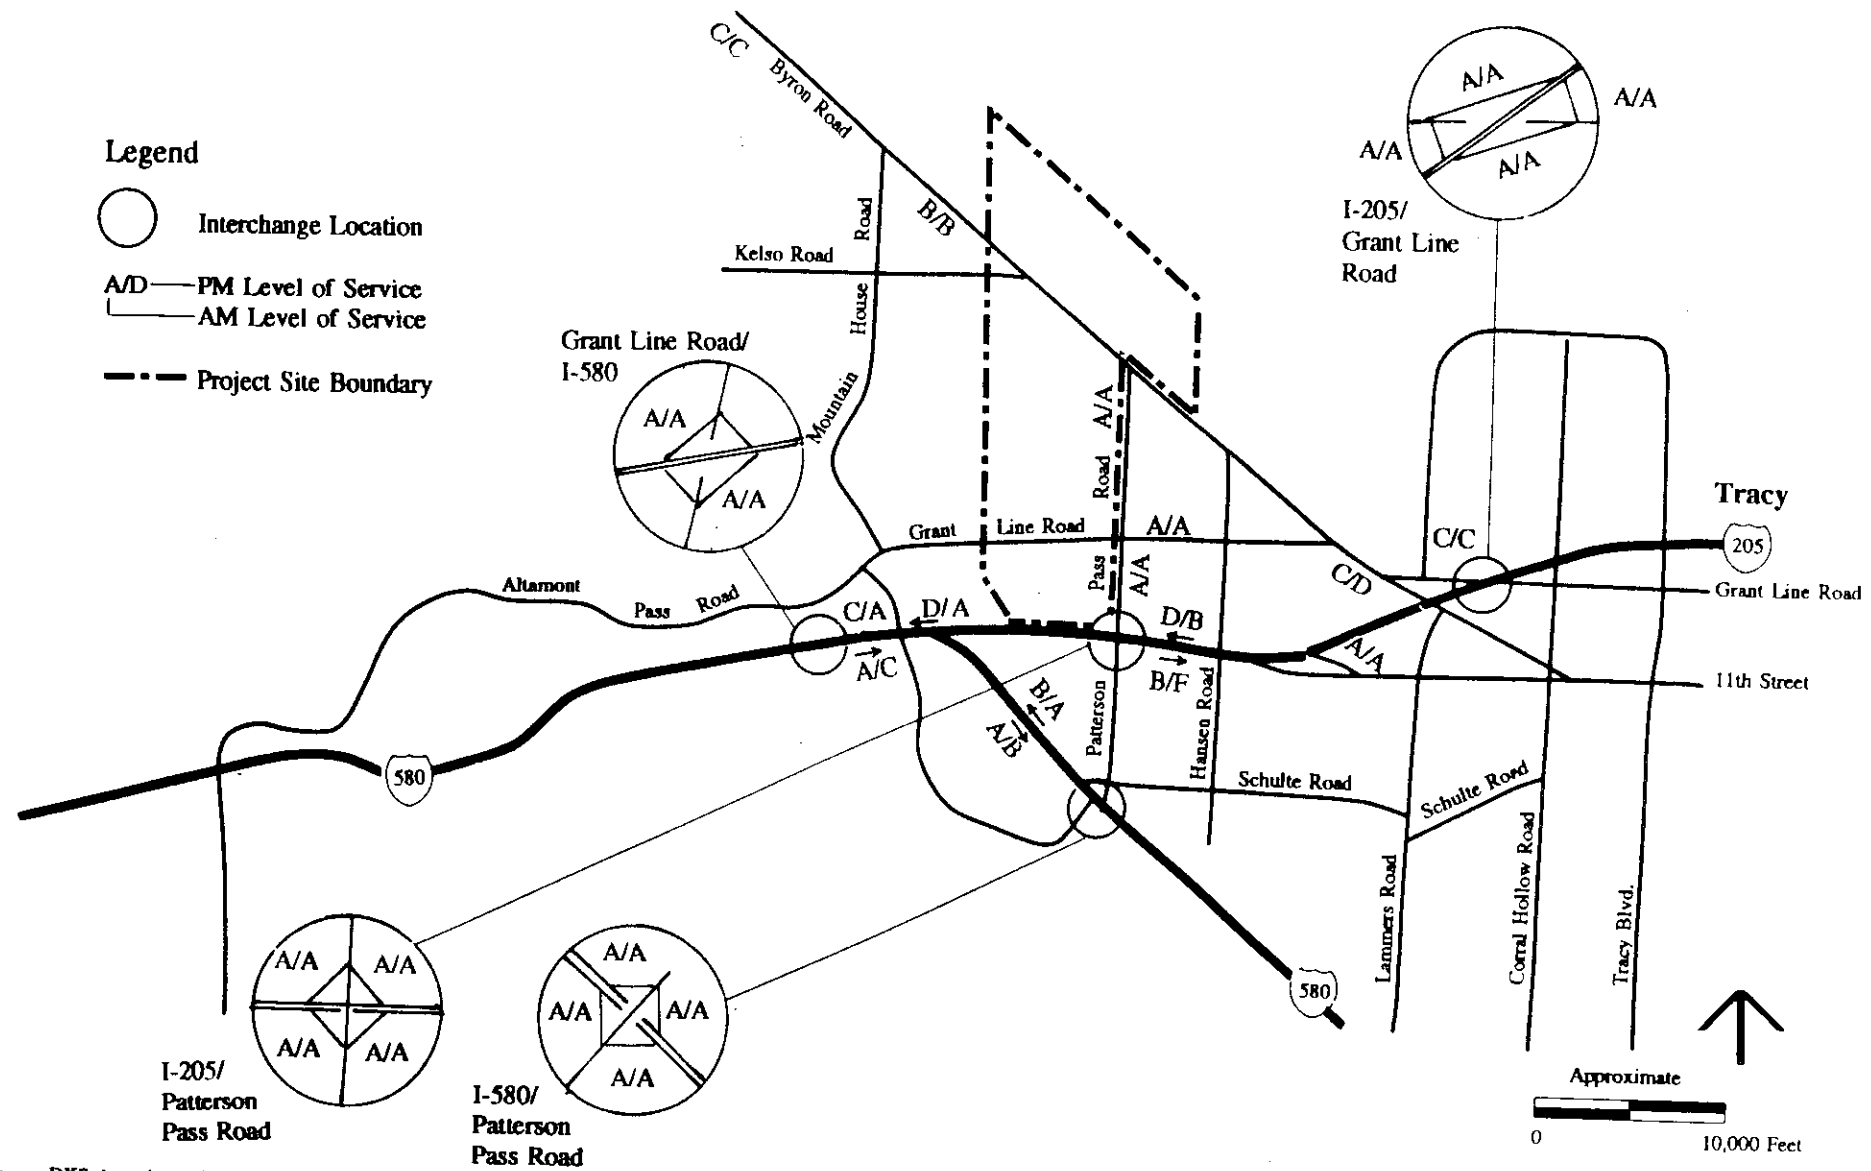 C/C
Byron Road
Legend
Interchange Location
A/D
PM Level of Service
AM Level of Service
Project Site Boundary
A/A
A/A
A/A
A/A
I-205/
Grant Line
Road
B/B
Kelso Road
Mountain House Road
Grant Line Road/
I-580
A/A
A/A
A/A
Patterson Pass Road
Tracy
205
C/C
Grant Line Road
A/A
A/A
C/D
Grant Line Road
Altamont Pass Road
C/A
D/A
D/B
A/C
B/F
A/A
11th Street
B/A
A/B
Hansen Road
580
Schulte Road
Schulte Road
Lammers Road
Corral Hollow Road
Tracy Blvd.
580
A/A
A/A
A/A
A/A
I-205/
Patterson
Pass Road
A/A
A/A
A/A
A/A
I-580/
Patterson
Pass Road
Approximate
0
10,000 Feet